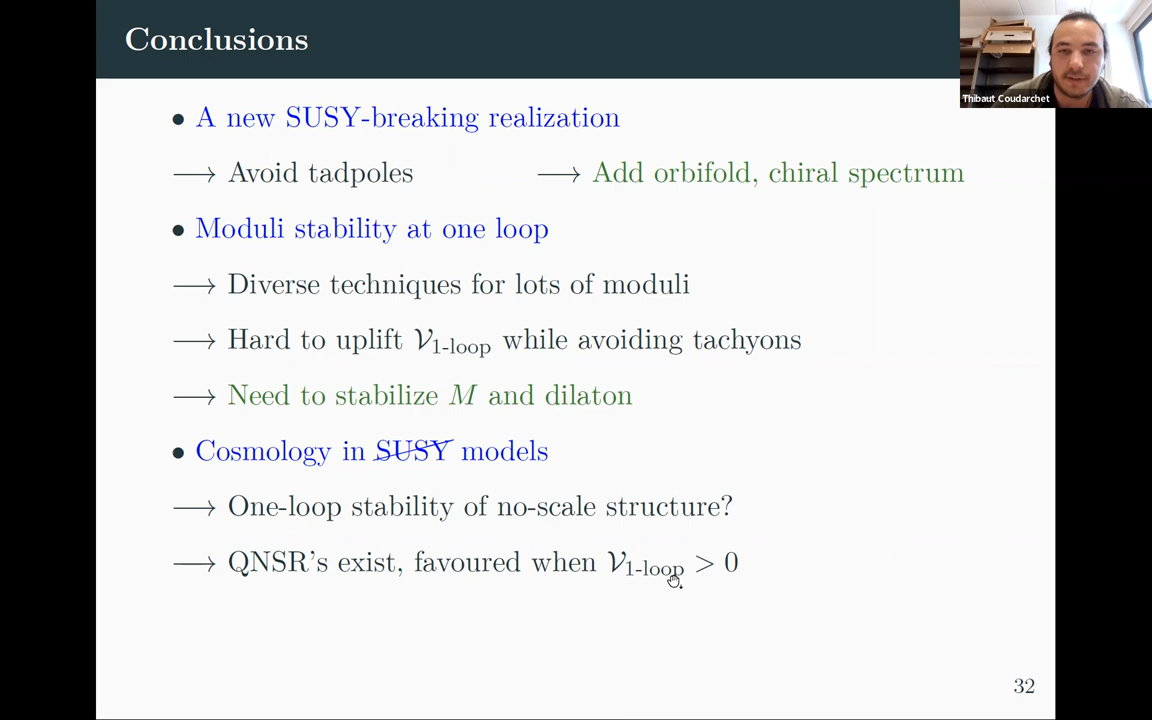 Conclusions
Thibaut Coudarchet
• A new SUSY-breaking realization
⟶ Avoid tadpoles ⟶ Add orbifold, chiral spectrum
• Moduli stability at one loop
⟶ Diverse techniques for lots of moduli
⟶ Hard to uplift 𝒱1-loop while avoiding tachyons
⟶ Need to stabilize M and dilaton
• Cosmology in SUSY models
⟶ One-loop stability of no-scale structure?
⟶ QNSR's exist, favoured when 𝒱1-loop > 0
32